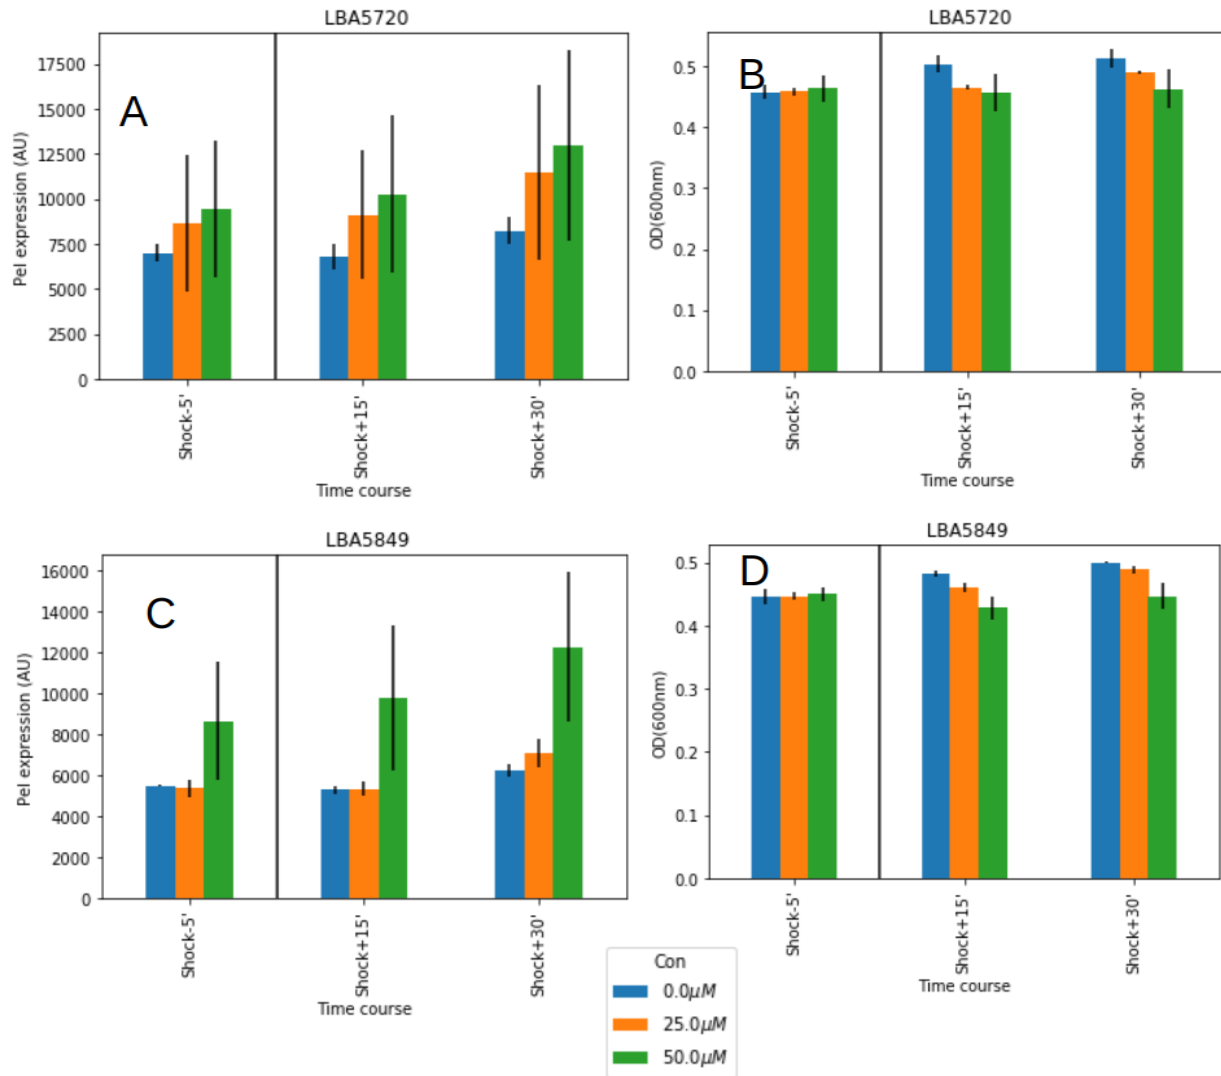 LBA5720
A
17500
15000
12500
10000
7500
5000
2500
0
Pel expression (AU)
Shock-5'
Shock+15'
Shock+30'
Time course
LBA5720
B
0.5
0.4
0.3
0.2
0.1
0.0
OD(600nm)
Shock-5'
Shock+15'
Shock+30'
Time course
LBA5849
C
16000
14000
12000
10000
8000
6000
4000
2000
0
Pel expression (AU)
Shock-5'
Shock+15'
Shock+30'
Time course
LBA5849
D
0.5
0.4
0.3
0.2
0.1
0.0
OD(600nm)
Shock-5'
Shock+15'
Shock+30'
Time course
Con
0.0μM
25.0μM
50.0μM